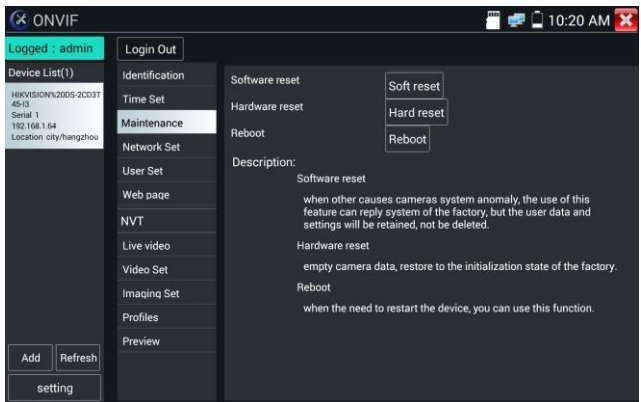 ONVIF
10:20 AM
Logged : admin
Login Out
Device List(1)
HIKVISION%20DS-2CD3T
45-I3
Serial 1
192.168.1.64
Location city/hangzhou
Add
Refresh
setting
Identification
Time Set
Maintenance
Network Set
User Set
Web page
NVT
Live video
Video Set
Imaging Set
Profiles
Preview
Software reset
Soft reset
Hardware reset
Hard reset
Reboot
Reboot
Description:
Software reset
when other causes cameras system anomaly, the use of this
feature can reply system of the factory, but the user data and
settings will be retained, not be deleted.
Hardware reset
empty camera data, restore to the initialization state of the factory.
Reboot
when the need to restart the device, you can use this function.